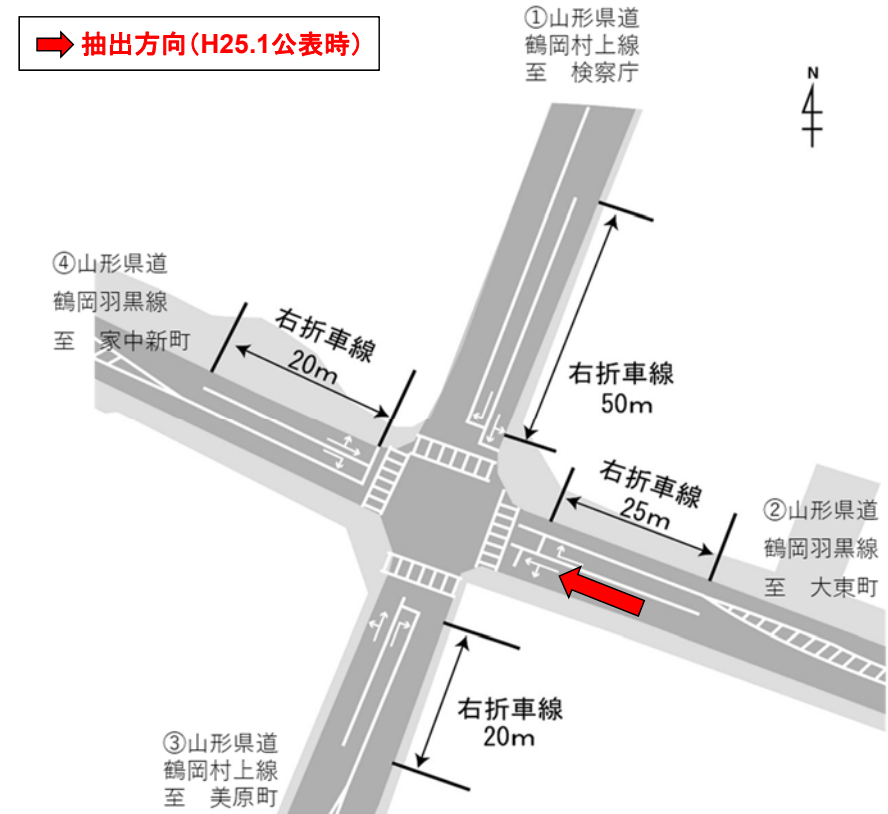 抽出方向（H25.1公表時）
①山形県道
鶴岡村上線
至　検察庁
N
④山形県道
鶴岡羽黒線
至　家中新町
右折車線
20m
右折車線
50m
右折車線
25m
②山形県道
鶴岡羽黒線
至　大東町
右折車線
20m
③山形県道
鶴岡村上線
至　美原町